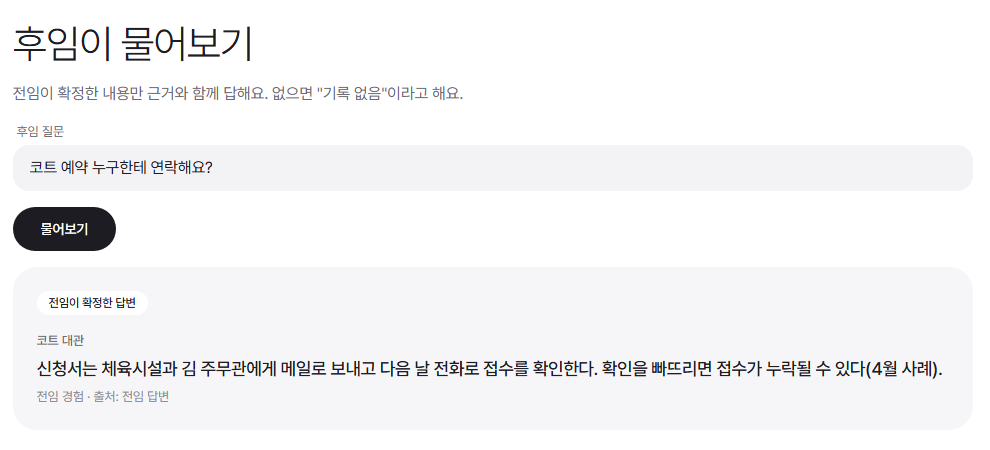 후임이 물어보기
전임이 확정한 내용만 근거와 함께 답해요. 없으면 "기록 없음"이라고 해요.
후임 질문
코트 예약 누구한테 연락해요?
물어보기
전임이 확정한 답변
코트 대관
신청서는 체육시설과 김 주무관에게 메일로 보내고 다음 날 전화로 접수를 확인한다. 확인을 빠뜨리면 접수가 누락될 수 있다(4월 사례).
전임 경험 · 출처: 전임 답변